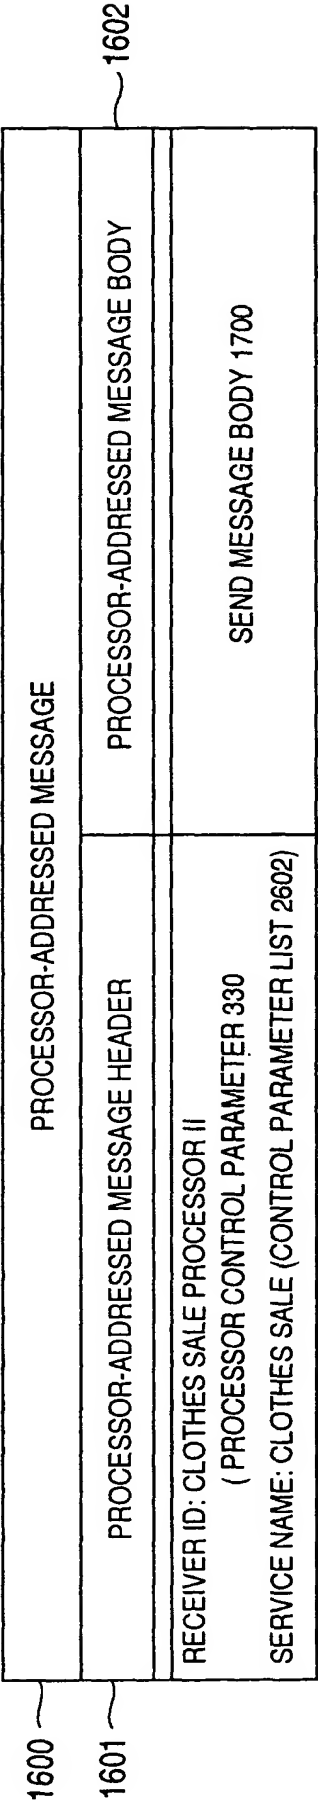 1600
PROCESSOR-ADDRESSED MESSAGE
1601
PROCESSOR-ADDRESSED MESSAGE HEADER
PROCESSOR-ADDRESSED MESSAGE BODY
1602
RECEIVER ID: CLOTHES SALE PROCESSOR II
( PROCESSOR CONTROL PARAMETER 330
SERVICE NAME: CLOTHES SALE (CONTROL PARAMETER LIST 2602)
SEND MESSAGE BODY 1700